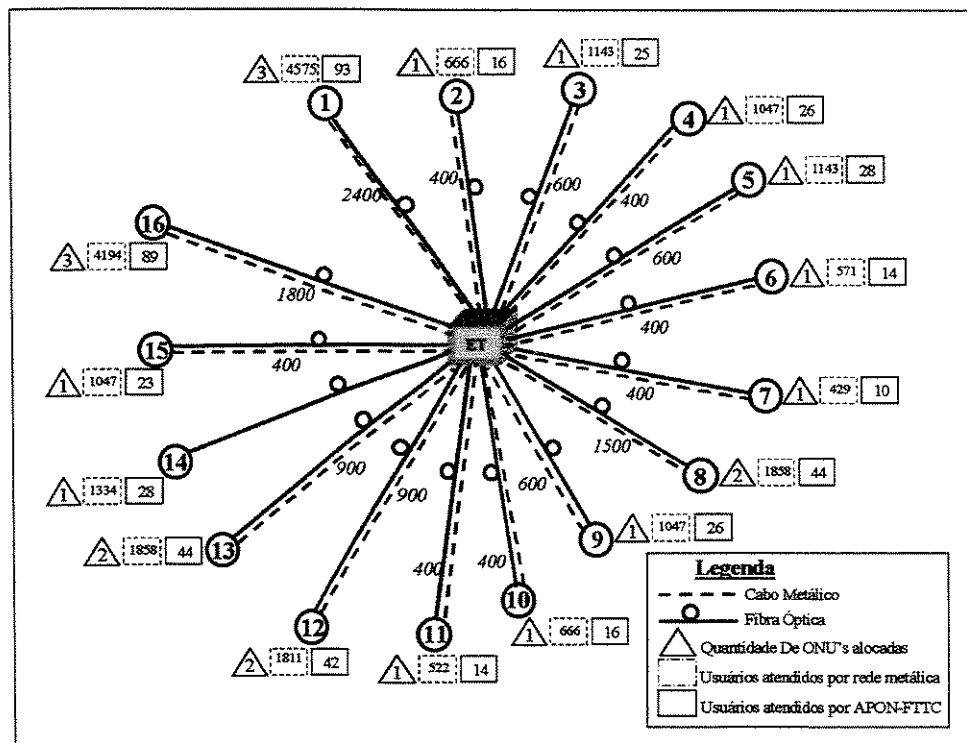 3 4575 93
1
1 666 16
2
1 1143 25
3
4
1 1047 26
5
1 1143 28
6
1 571 14
7
1 429 10
8
2 1858 44
9
1 1047 26
10
1 666 16
11
1 522 14
12
2 1811 42
13
2 1858 44
14
1 1334 28
15
1 1047 23
16
3 4194 89
2400
400
600
400
600
400
400
1500
600
400
400
900
900
400
1800
ET
Legenda
Cabo Metálico
Fibra Óptica
Quantidade De ONU's alocadas
Usuários atendidos por rede metálica
Usuários atendidos por APON-FTTC